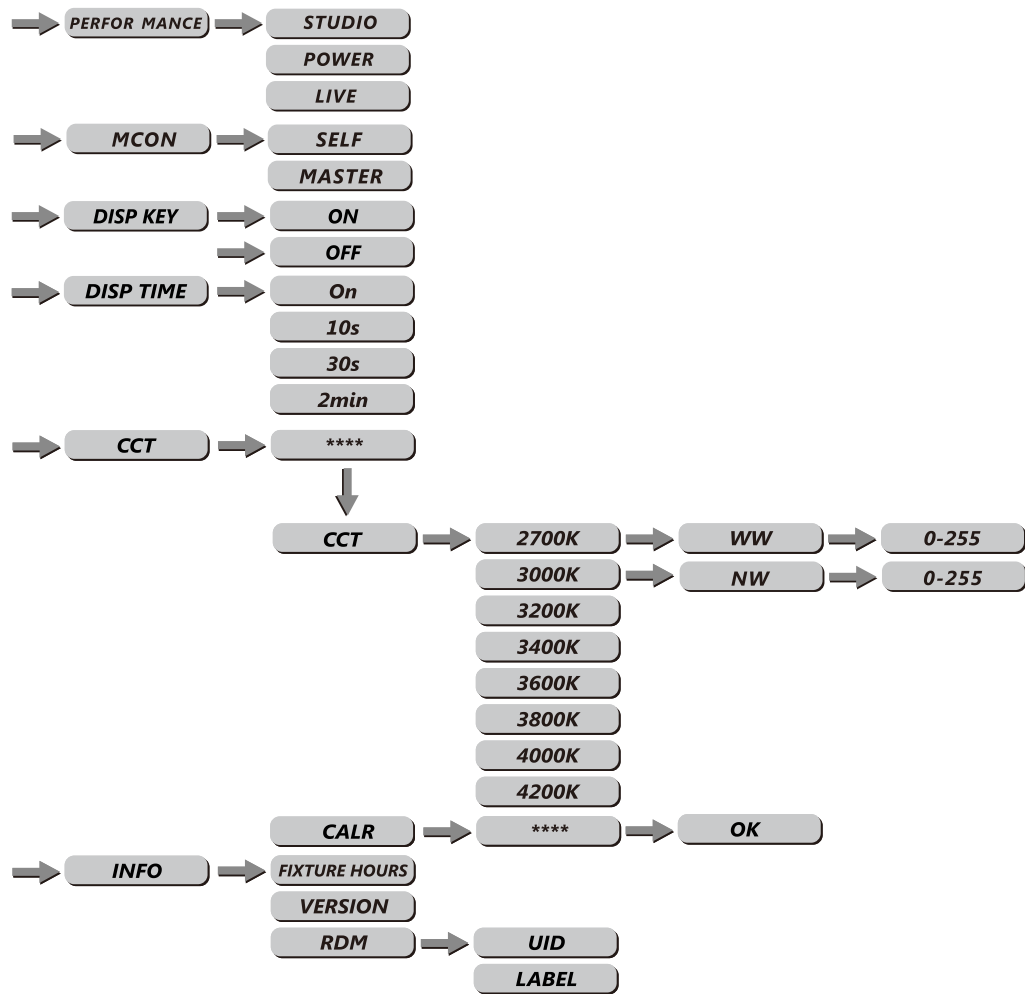 PERFOR MANCE STUDIO
POWER
LIVE
MCON SELF
MASTER
DISP KEY ON
OFF
DISP TIME On
10s
30s
2min
CCT ****
CCT 2700K WW 0-255
3000K NW 0-255
3200K
3400K
3600K
3800K
4000K
4200K
CALR **** OK
INFO FIXTURE HOURS
VERSION
RDM UID
LABEL